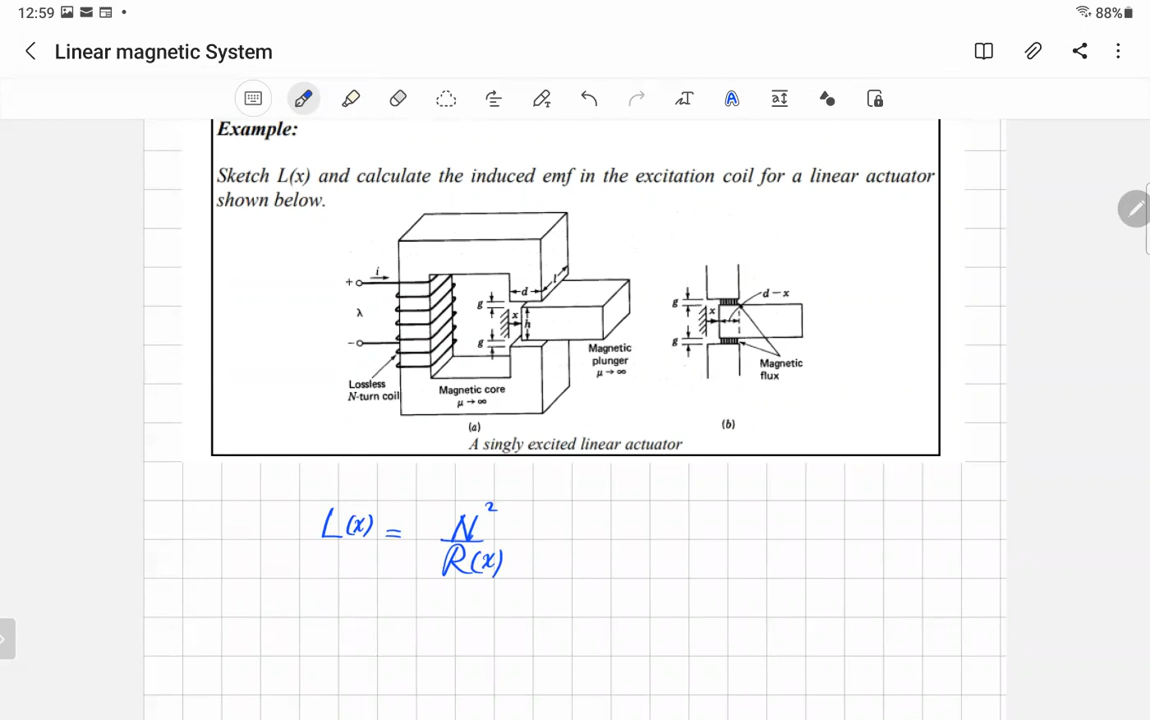 12:59
88%
Linear magnetic System
Example:
Sketch L(x) and calculate the induced emf in the excitation coil for a linear actuator
shown below.
i
+
λ
−
Lossless
N-turn coil
Magnetic core
μ → ∞
g
d
l
x
h
g
Magnetic
plunger
μ → ∞
(a)
g
x
d − x
g
Magnetic
flux
(b)
A singly excited linear actuator
L(x) = N²
R(x)